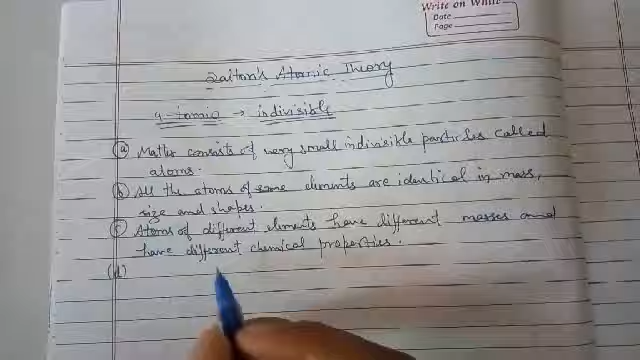 Write on White
Date
Page
Dalton's Atomic Theory
a-tomio → indivisible
(a) Matter consists of very small indivisible particles called
atoms.
(b) All the atoms of same elements are identical in mass,
size and shapes.
(c) Atoms of different elements have different masses and
have different chemical properties.
(d)